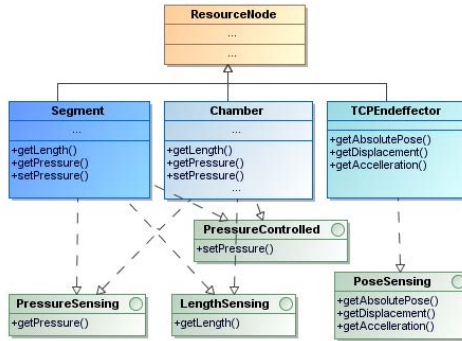 ResourceNode
...
...
Segment
...
+getLength()
+getPressure()
+setPressure()
Chamber
...
+getLength()
+getPressure()
+setPressure()
...
TCPEndeffector
+getAbsolutePose()
+getDisplacement()
+getAccelleration()
PressureControlled
+setPressure()
PressureSensing
+getPressure()
LengthSensing
+getLength()
PoseSensing
+getAbsolutePose()
+getDisplacement()
+getAccelleration()